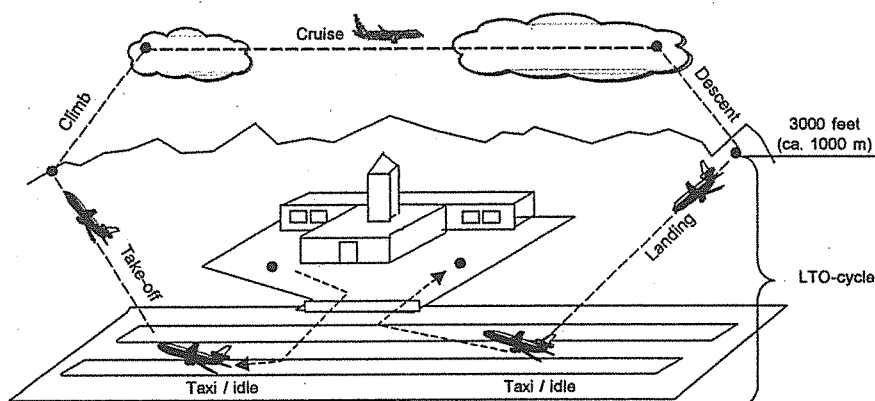 Cruise
Climb
Descent
3000 feet
(ca. 1000 m)
Take-off
Landing
LTO-cycle
Taxi / idle
Taxi / idle